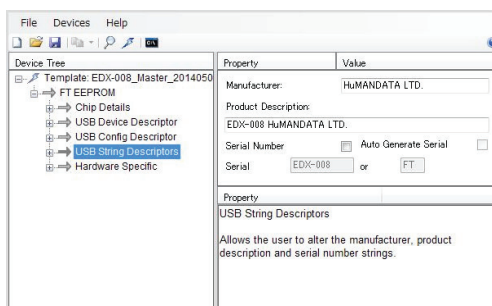 File Devices Help
Device Tree
Template: EDX-008_Master_2014050
FT EEPROM
Chip Details
USB Device Descriptor
USB Config Descriptor
USB String Descriptors
Hardware Specific
Property Value
Manufacturer: HuMANDATA LTD.
Product Description:
EDX-008 HuMANDATA LTD.
Serial Number Auto Generate Serial
Serial EDX-008 or FT
Property
USB String Descriptors
Allows the user to alter the manufacturer, product
description and serial number strings.